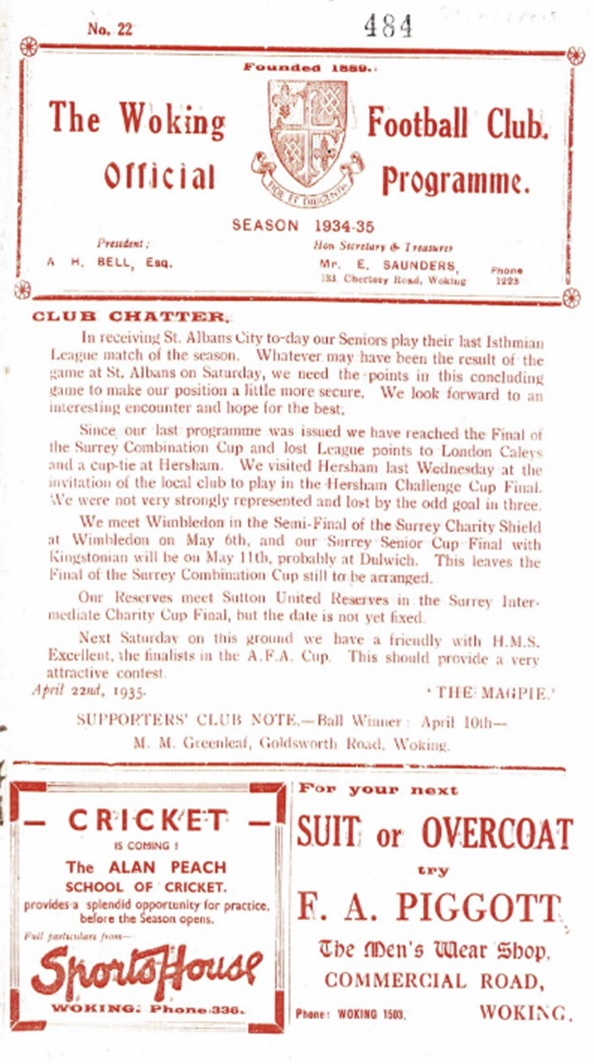 No. 22
484
Founded 1889.
The Woking Football Club.
Official Programme.
SEASON 1934-35
President:
A H. BELL, Esq.
Hon Secretary & Treasurer
Mr. E. SAUNDERS,
Chertsey Road, Woking
Phone
1223
CLUB CHATTER.
In receiving St. Albans City to-day our Seniors play their last Isthmian
League match of the season. Whatever may have been the result of the
game at St. Albans on Saturday, we need the points in this concluding
game to make our position a little more secure. We look forward to an
interesting encounter and hope for the best.
Since our last programme was issued we have reached the Final of
the Surrey Combination Cup and lost League points to London Caleys
and a cup-tie at Hersham. We visited Hersham last Wednesday at the
invitation of the local club to play in the Hersham Challenge Cup Final.
We were not very strongly represented and lost by the odd goal in three.
We meet Wimbledon in the Semi-Final of the Surrey Charity Shield
at Wimbledon on May 6th, and our Surrey Senior Cup Final with
Kingstonian will be on May 11th, probably at Dulwich. This leaves the
Final of the Surrey Combination Cup still to be arranged.
Our Reserves meet Sutton United Reserves in the Surrey Inter-
mediate Charity Cup Final, but the date is not yet fixed.
Next Saturday on this ground we have a friendly with H.M.S.
Excellent, the finalists in the A.F.A. Cup. This should provide a very
attractive contest.
April 22nd, 1935. 'THE MAGPIE.'
SUPPORTERS' CLUB NOTE.—Ball Winner: April 10th—
M. M. Greenleaf, Goldsworth Road, Woking.
— CRICKET —
IS COMING!
The ALAN PEACH
SCHOOL OF CRICKET.
provides a splendid opportunity for practice,
before the Season opens.
Full particulars from—
SportsHouse
WOKING. Phone 336.
For your next
SUIT or OVERCOAT
try
F. A. PIGGOTT,
The Men's Wear Shop,
COMMERCIAL ROAD,
Phone: WOKING 1503. WOKING.